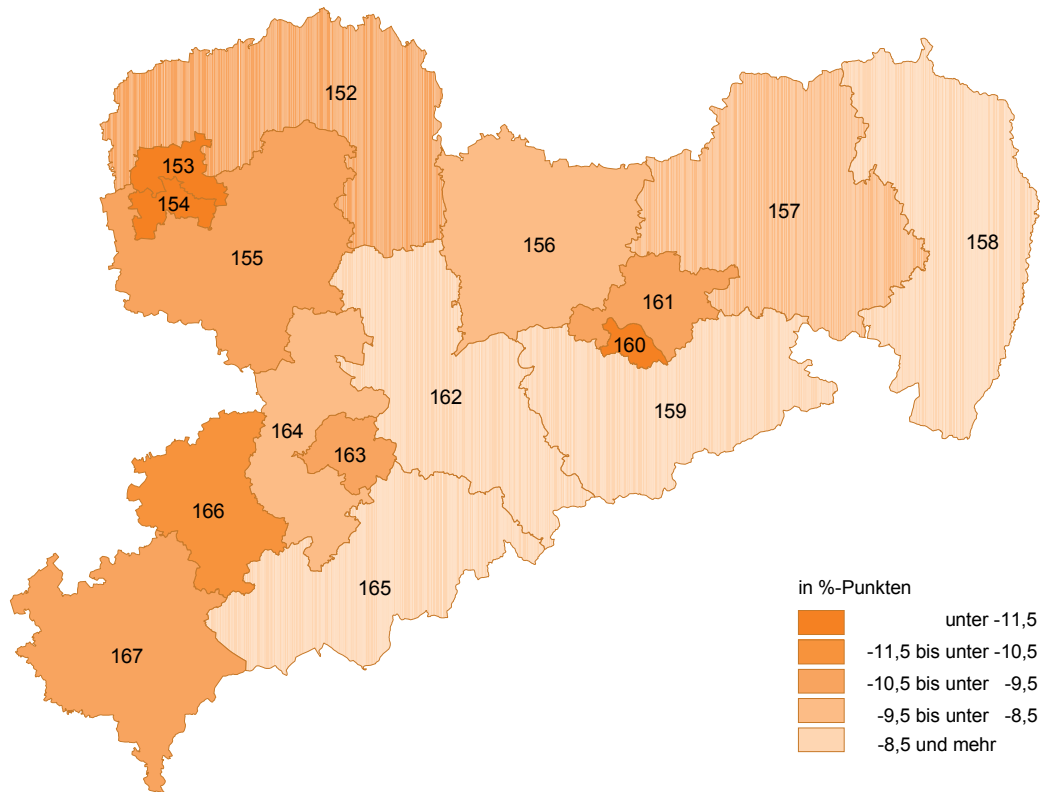 152
153
154
155
156
157
158
161
160
162
159
164
163
166
165
167
in %-Punkten
unter -11,5
-11,5 bis unter -10,5
-10,5 bis unter -9,5
-9,5 bis unter -8,5
-8,5 und mehr